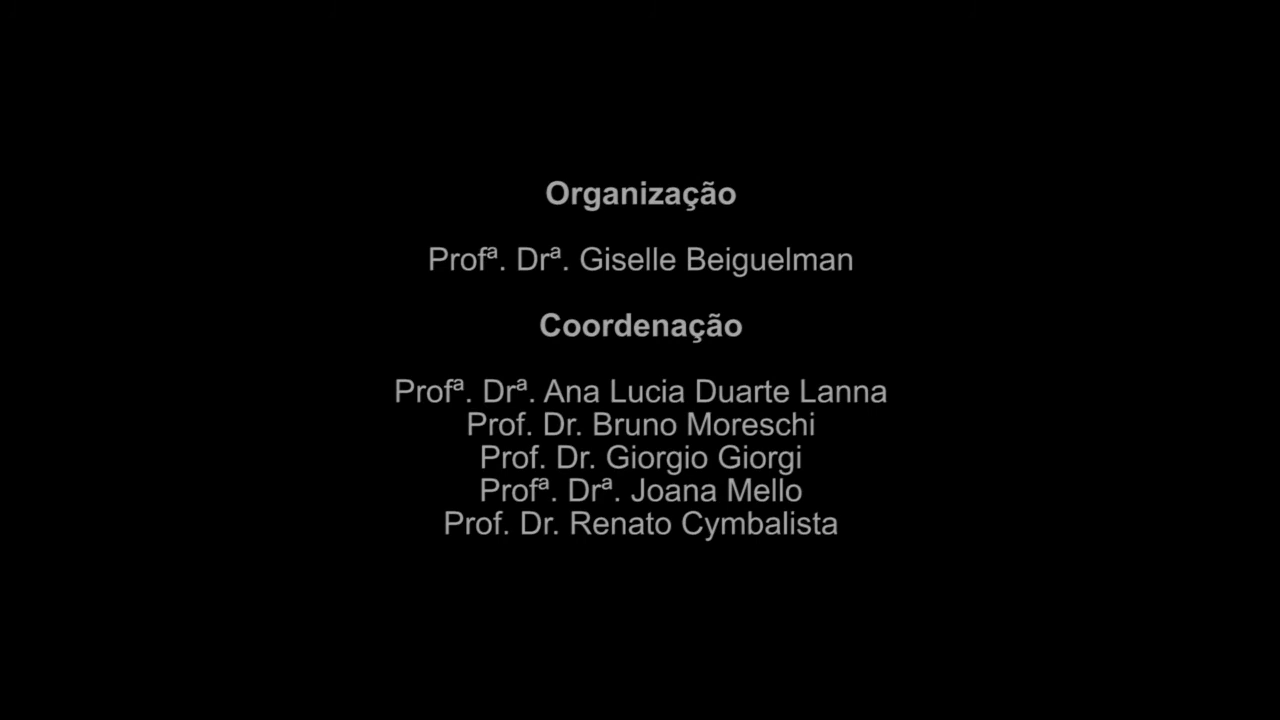 Organização
Profª. Drª. Giselle Beiguelman
Coordenação
Profª. Drª. Ana Lucia Duarte Lanna
Prof. Dr. Bruno Moreschi
Prof. Dr. Giorgio Giorgi
Profª. Drª. Joana Mello
Prof. Dr. Renato Cymbalista